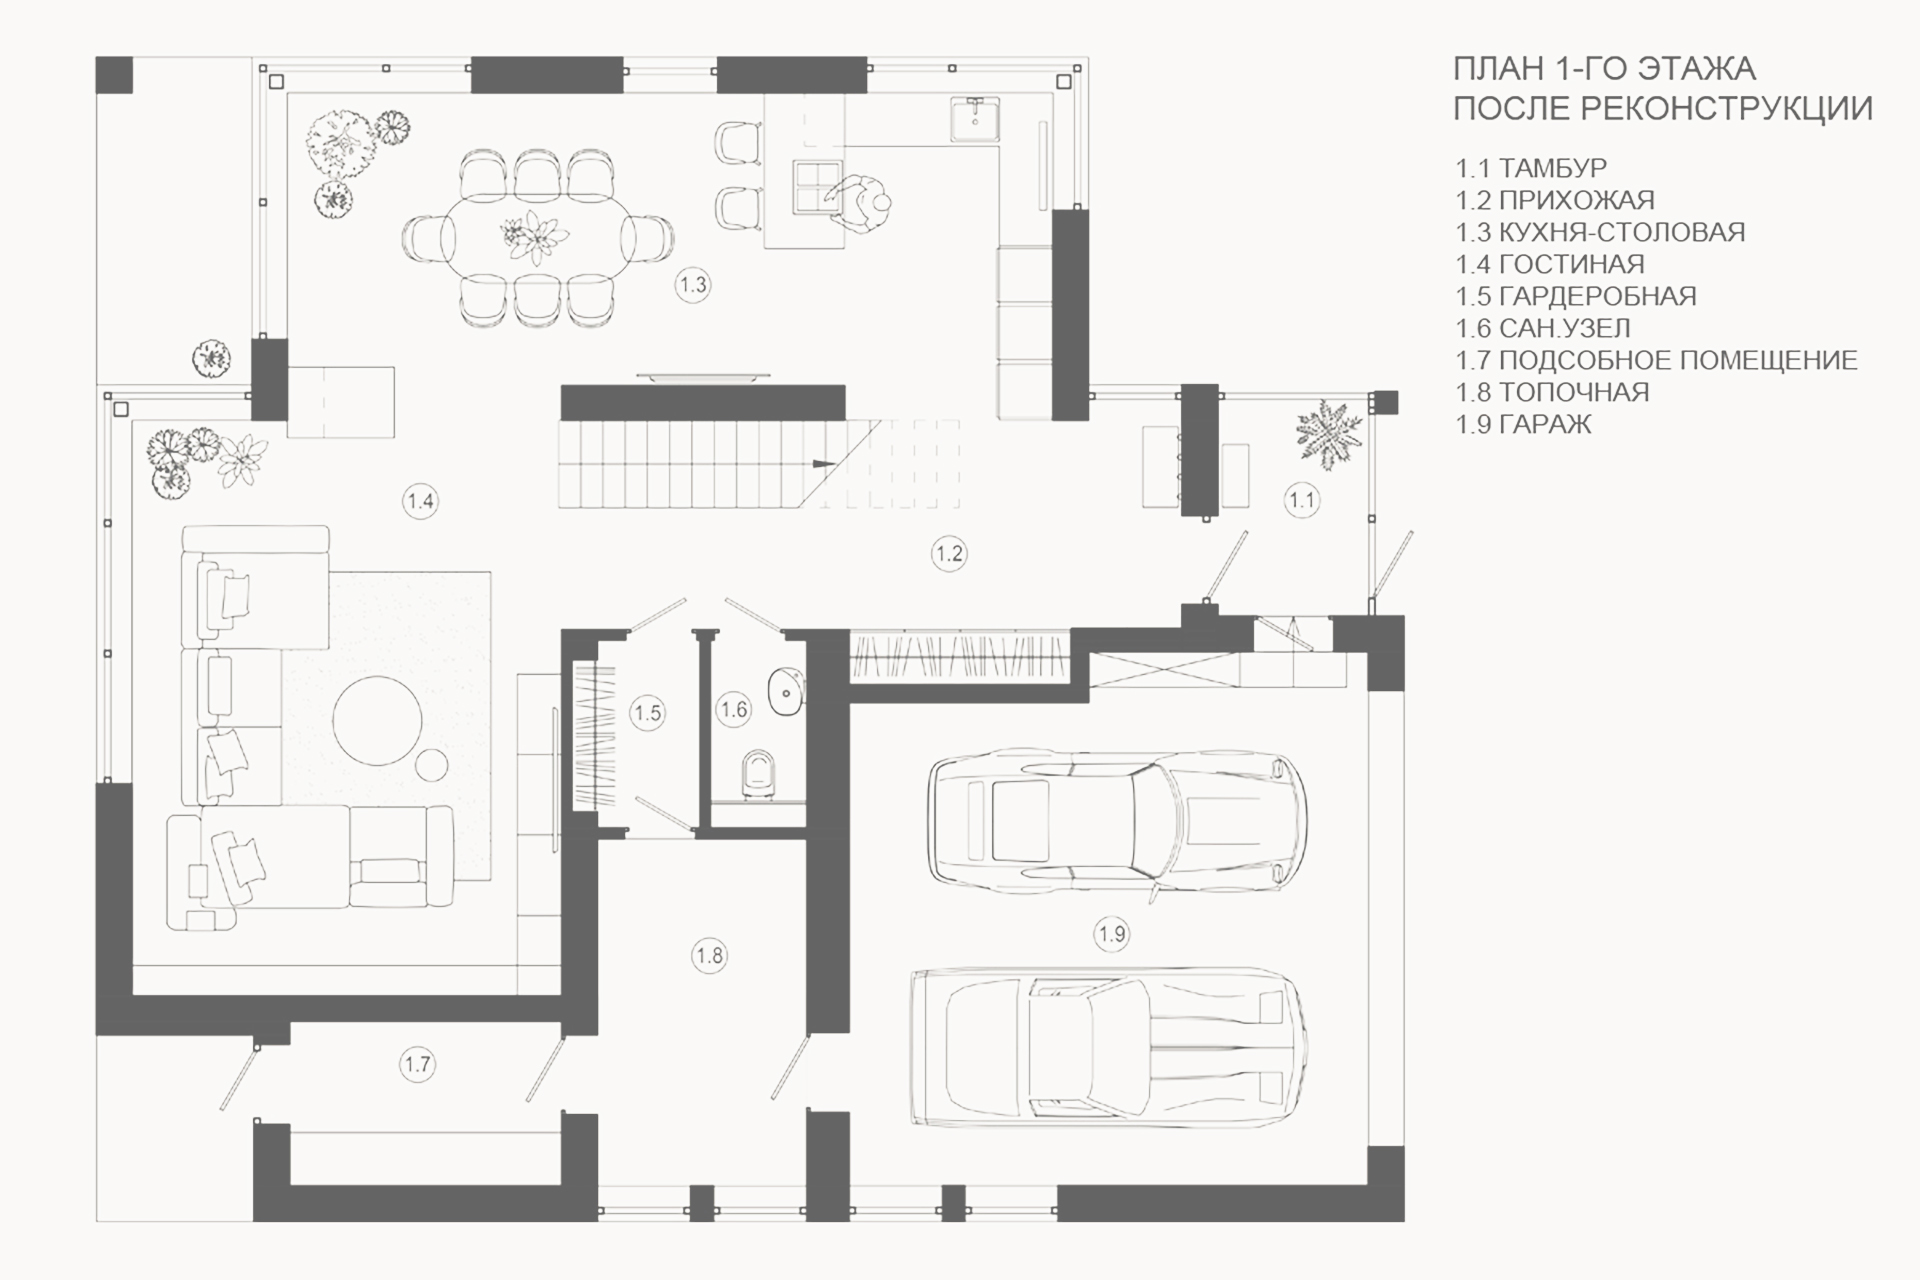 ПЛАН 1-ГО ЭТАЖА
ПОСЛЕ РЕКОНСТРУКЦИИ
1.1 ТАМБУР
1.2 ПРИХОЖАЯ
1.3 КУХНЯ-СТОЛОВАЯ
1.4 ГОСТИНАЯ
1.5 ГАРДЕРОБНАЯ
1.6 САН.УЗЕЛ
1.7 ПОДСОБНОЕ ПОМЕЩЕНИЕ
1.8 ТОПОЧНАЯ
1.9 ГАРАЖ
1.3
1.4
1.1
1.2
1.5
1.6
1.9
1.8
1.7